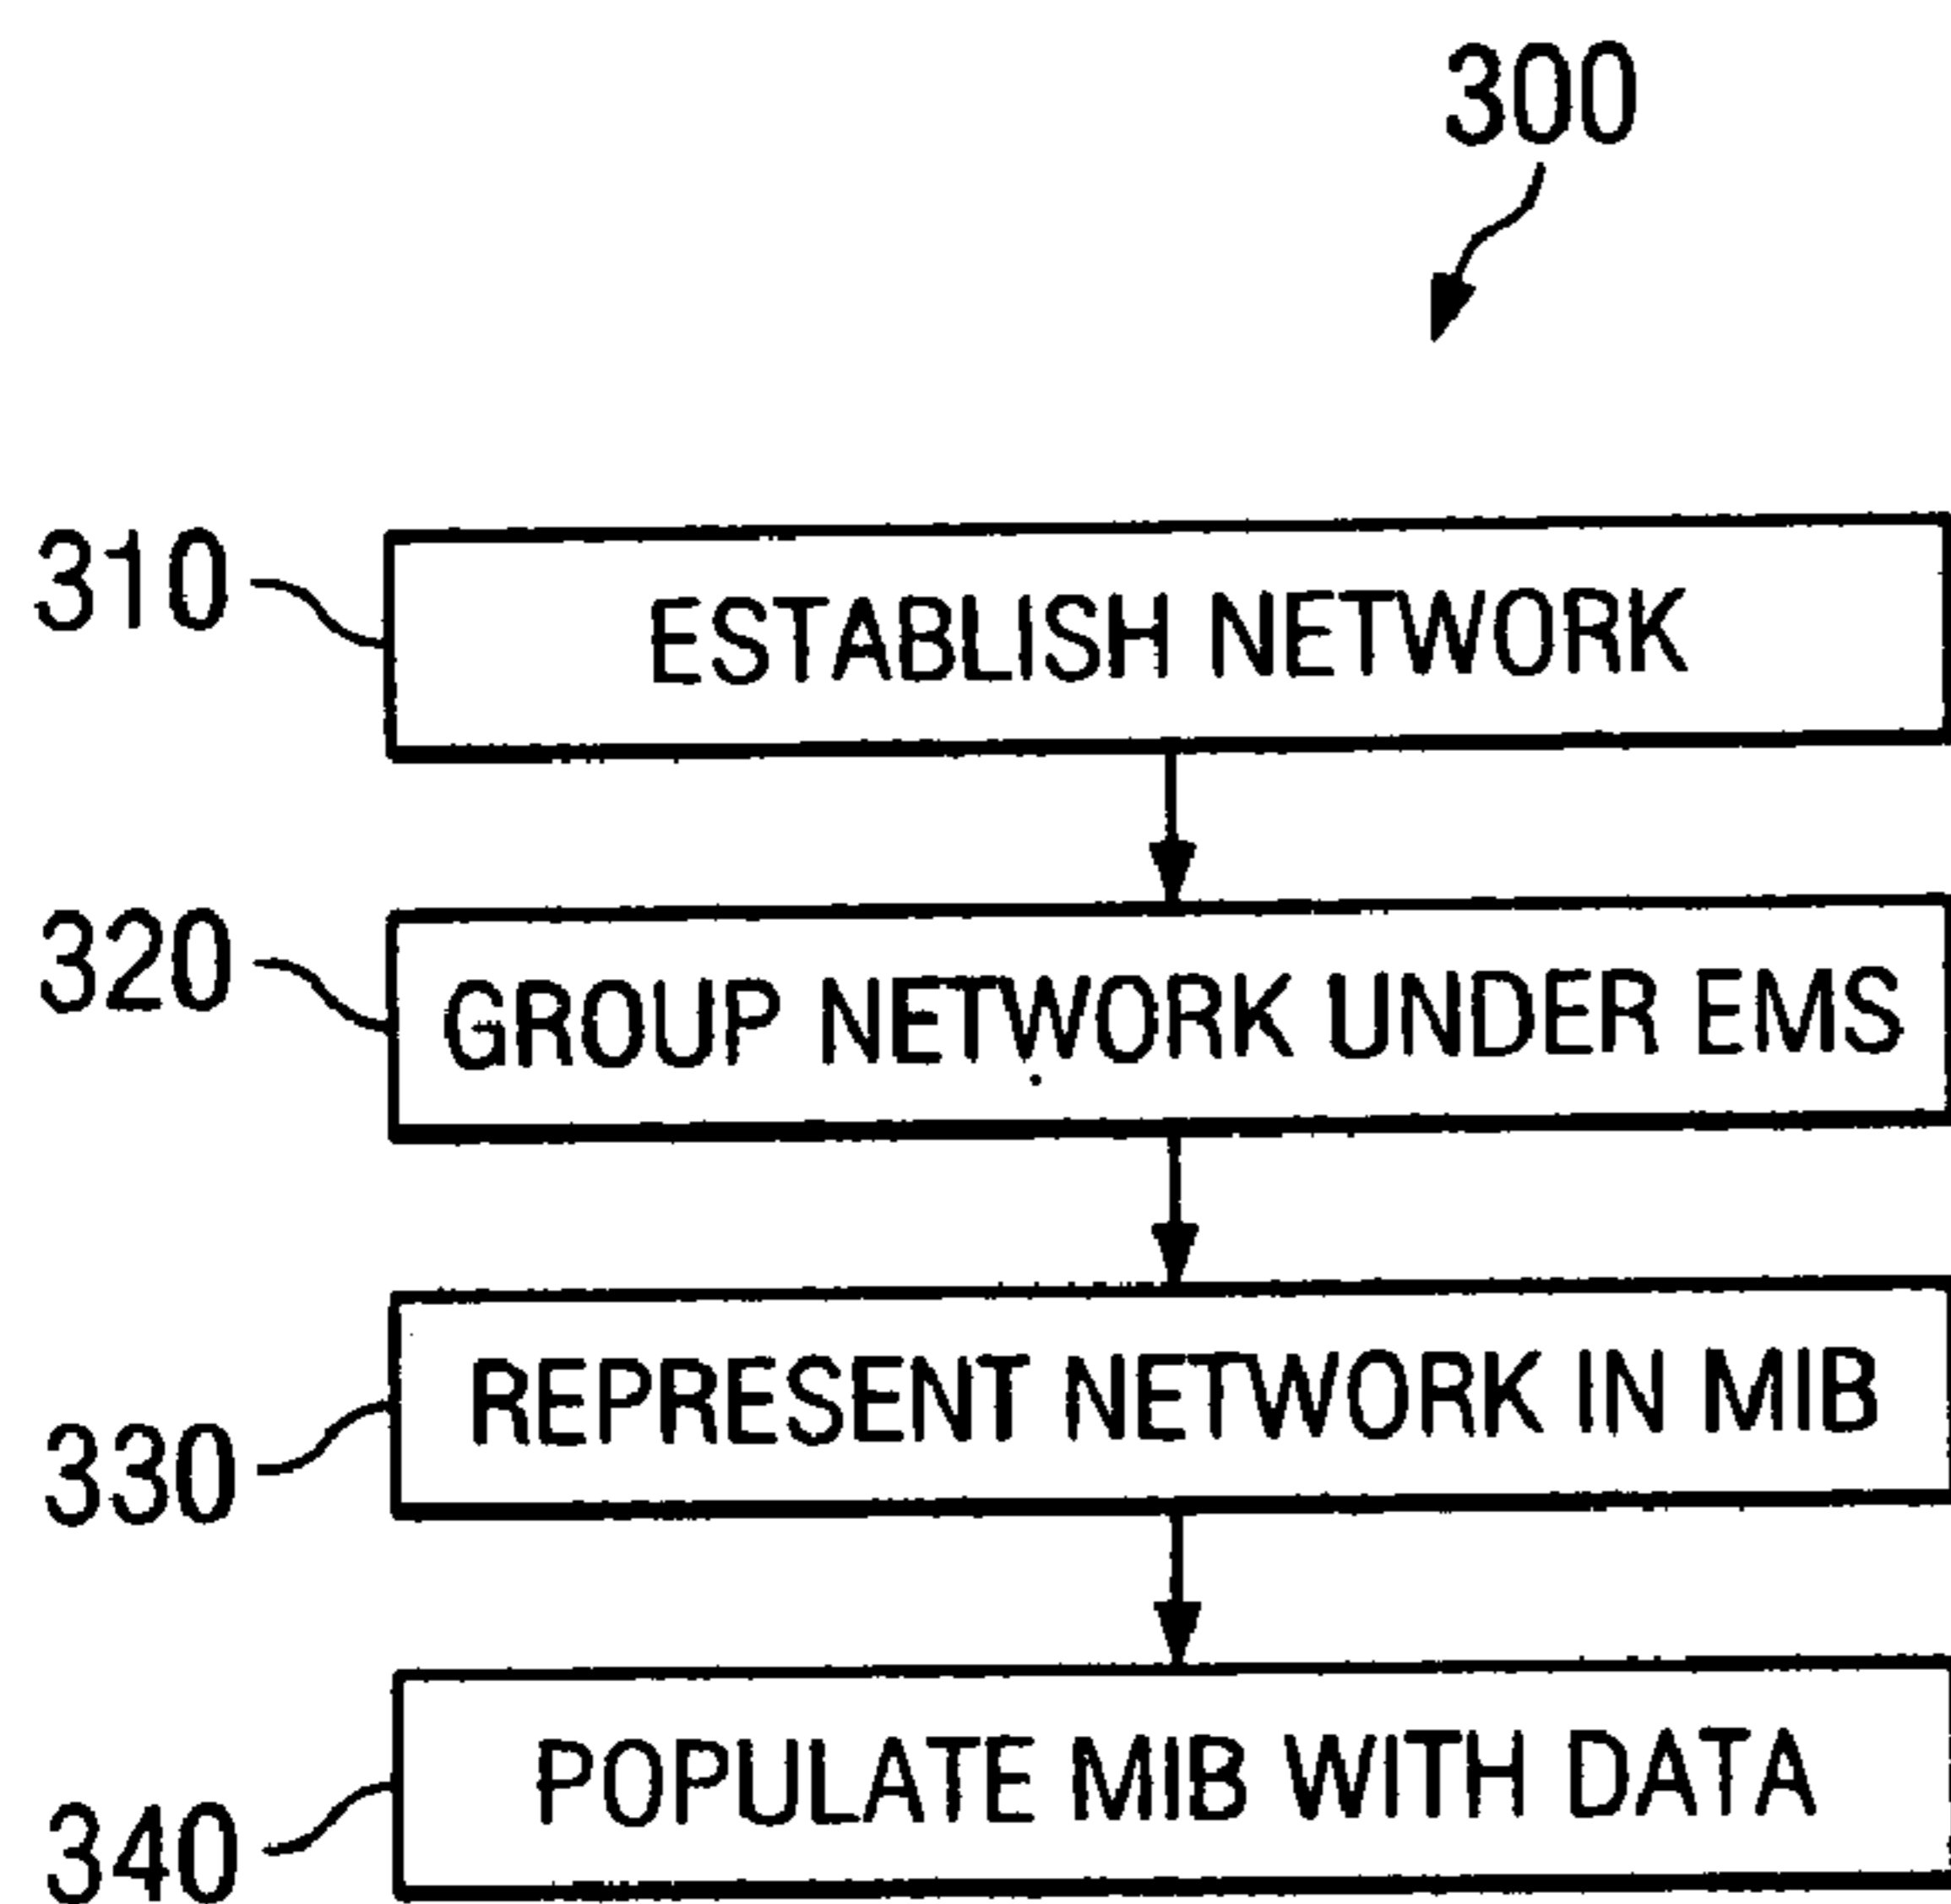 300
310
ESTABLISH NETWORK
320
GROUP NETWORK UNDER EMS
330
REPRESENT NETWORK IN MIB
340
POPULATE MIB WITH DATA